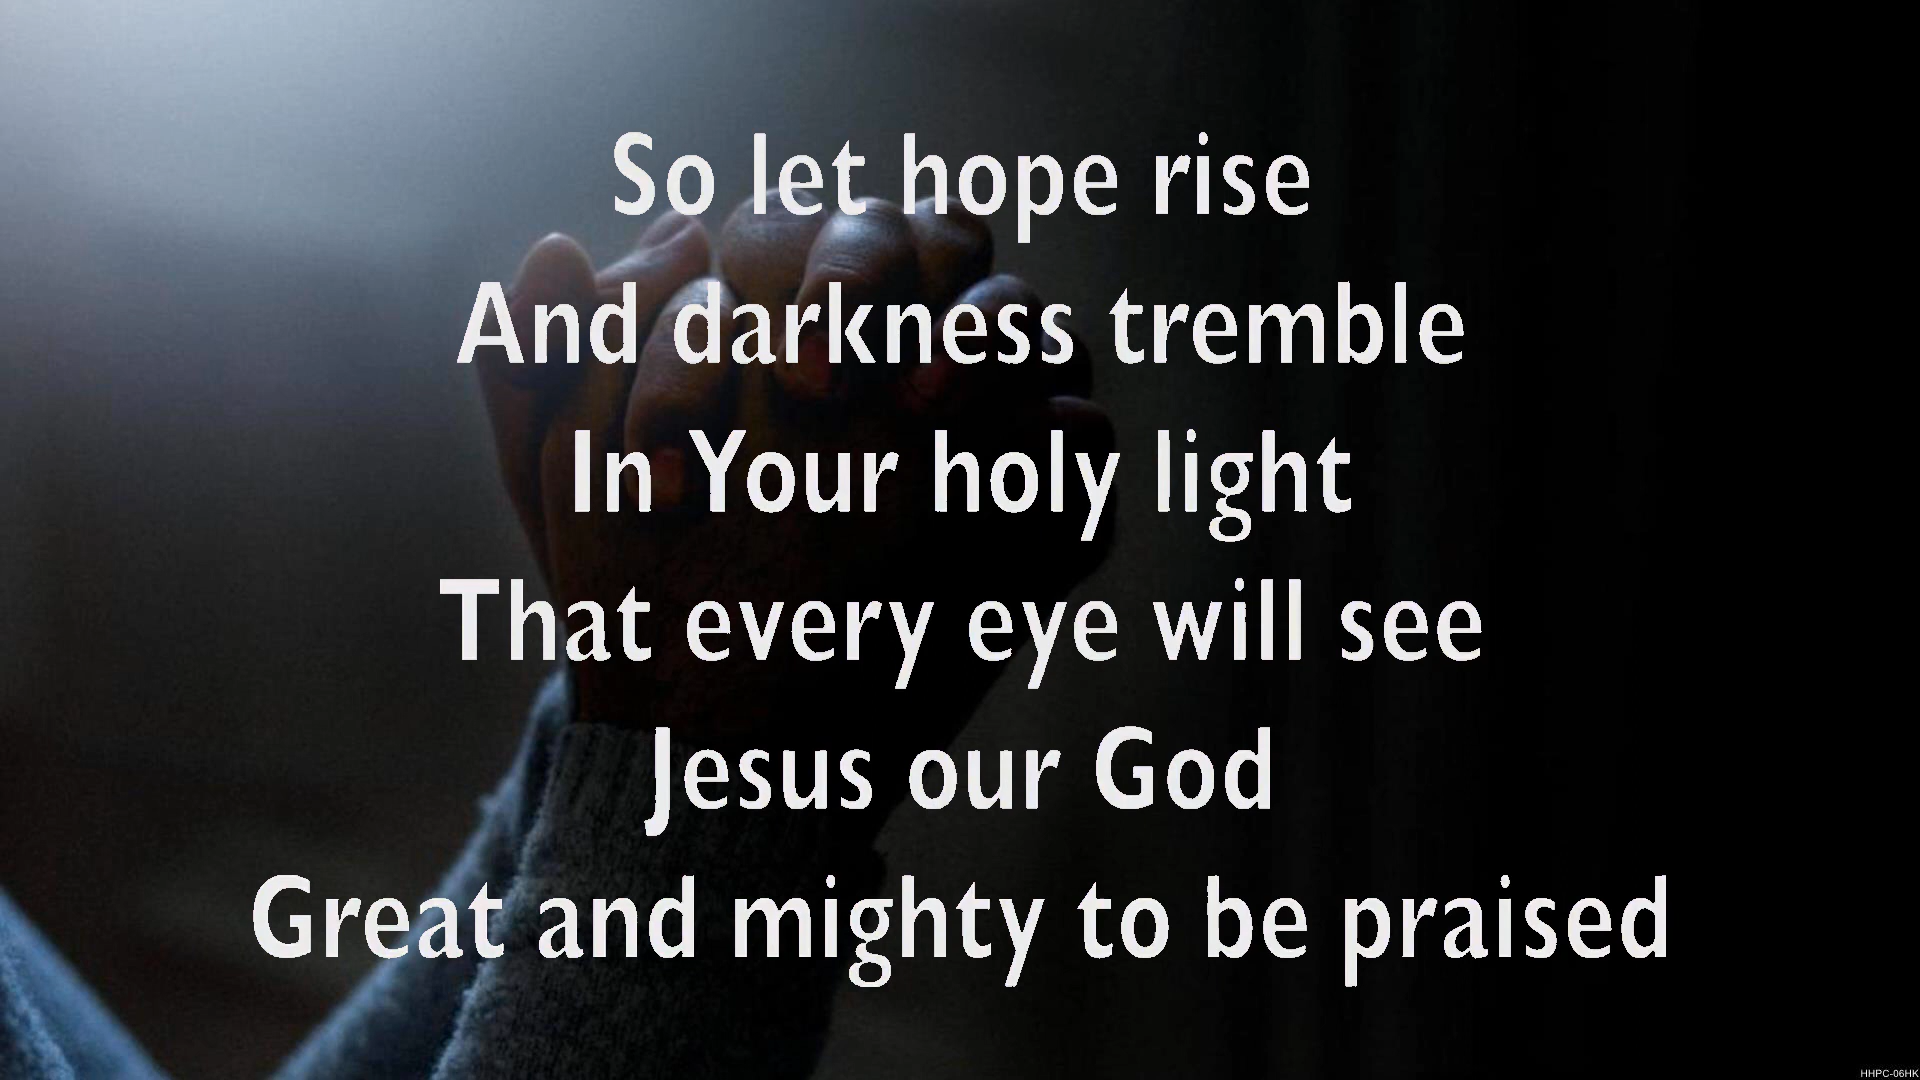 So let hope rise
And darkness tremble
In Your holy light
That every eye will see
Jesus our God
Great and mighty to be praised
HHPC-06HK